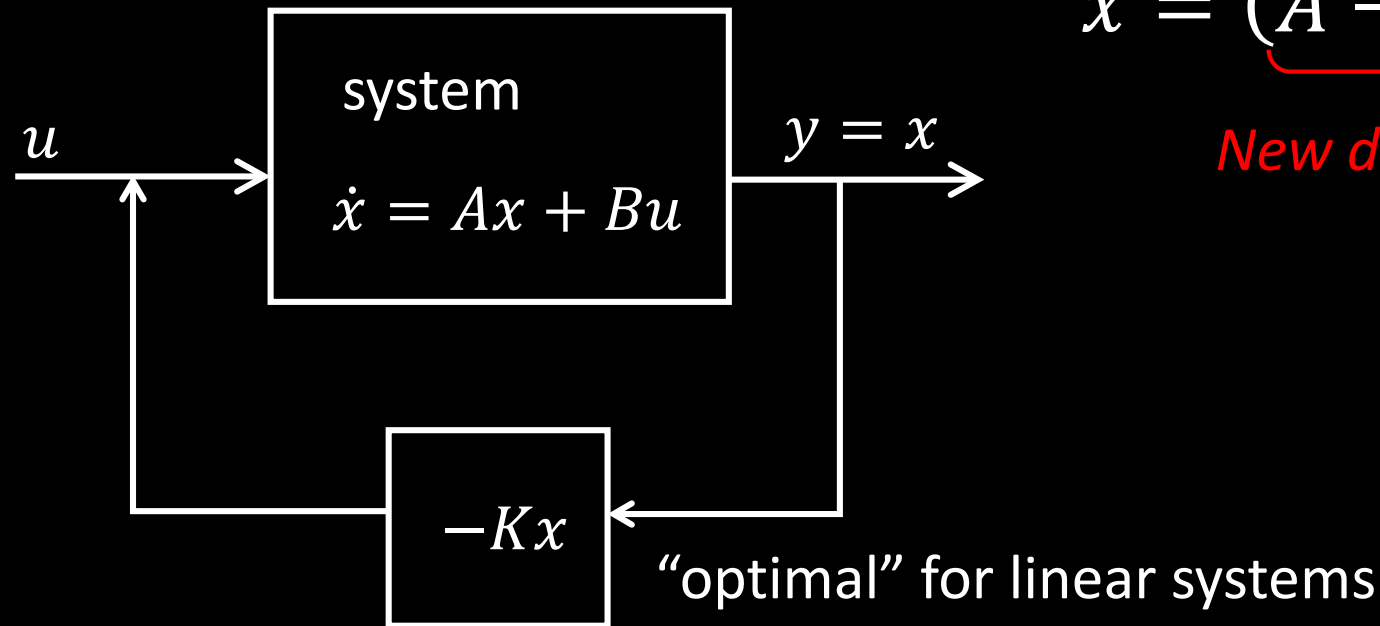 system
u
ẋ = Ax + Bu
y = x
x = (A −
New d
−Kx
“optimal” for linear systems